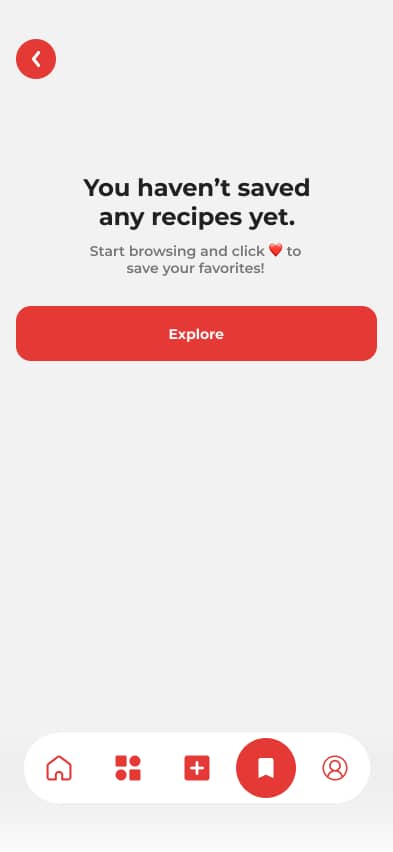 You haven’t saved
any recipes yet.
Start browsing and click ❤️ to
save your favorites!
Explore